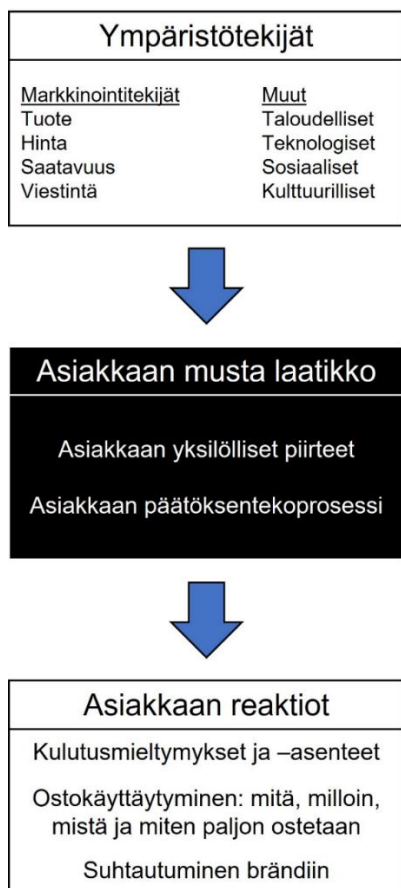 Ympäristötekijät
Markkinointitekijät
Tuote
Hinta
Saatavuus
Viestintä
Muut
Taloudelliset
Teknologiset
Sosiaaliset
Kulttuurilliset
Asiakkaan musta laatikko
Asiakkaan yksilölliset piirteet
Asiakkaan päätöksentekoprosessi
Asiakkaan reaktiot
Kulutusmieltymykset ja –asenteet
Ostokäyttäytyminen: mitä, milloin,
mistä ja miten paljon ostetaan
Suhtautuminen brändiin